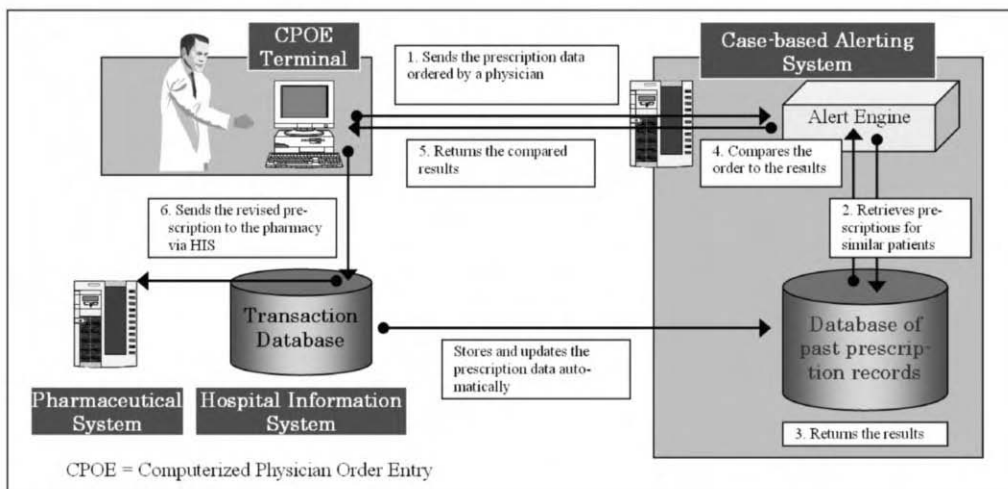 CPOE
Terminal
Case-based Alerting
System
1. Sends the prescription data
ordered by a physician
Alert Engine
5. Returns the compared
results
4. Compares the
order to the results
6. Sends the revised pre-
scription to the pharmacy
via HIS
2. Retrieves pre-
scriptions for
similar patients
Transaction
Database
Database of
past prescrip-
tion records
Stores and updates the
prescription data auto-
matically
Pharmaceutical
System
Hospital Information
System
3. Returns the results
CPOE = Computerized Physician Order Entry